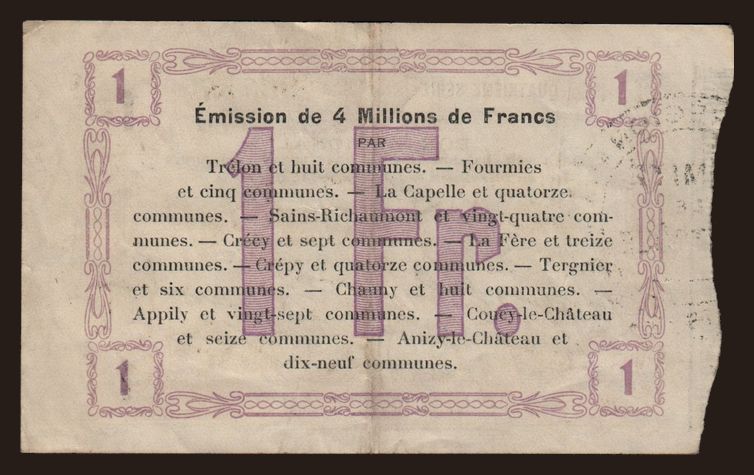 1 1
Émission de 4 Millions de Francs
PAR
1 Fr.
Trélon et huit communes. — Fourmies
et cinq communes. — La Capelle et quatorze
communes. — Sains-Richaumont et vingt-quatre com-
munes. — Crécy et sept communes. — La Fère et treize
communes. — Crépy et quatorze communes. — Tergnier
et six communes. — Chauny et huit communes. —
Appily et vingt-sept communes. — Coucy-le-Château
et seize communes. — Anizy-le-Château et
dix-neuf communes.
1 1